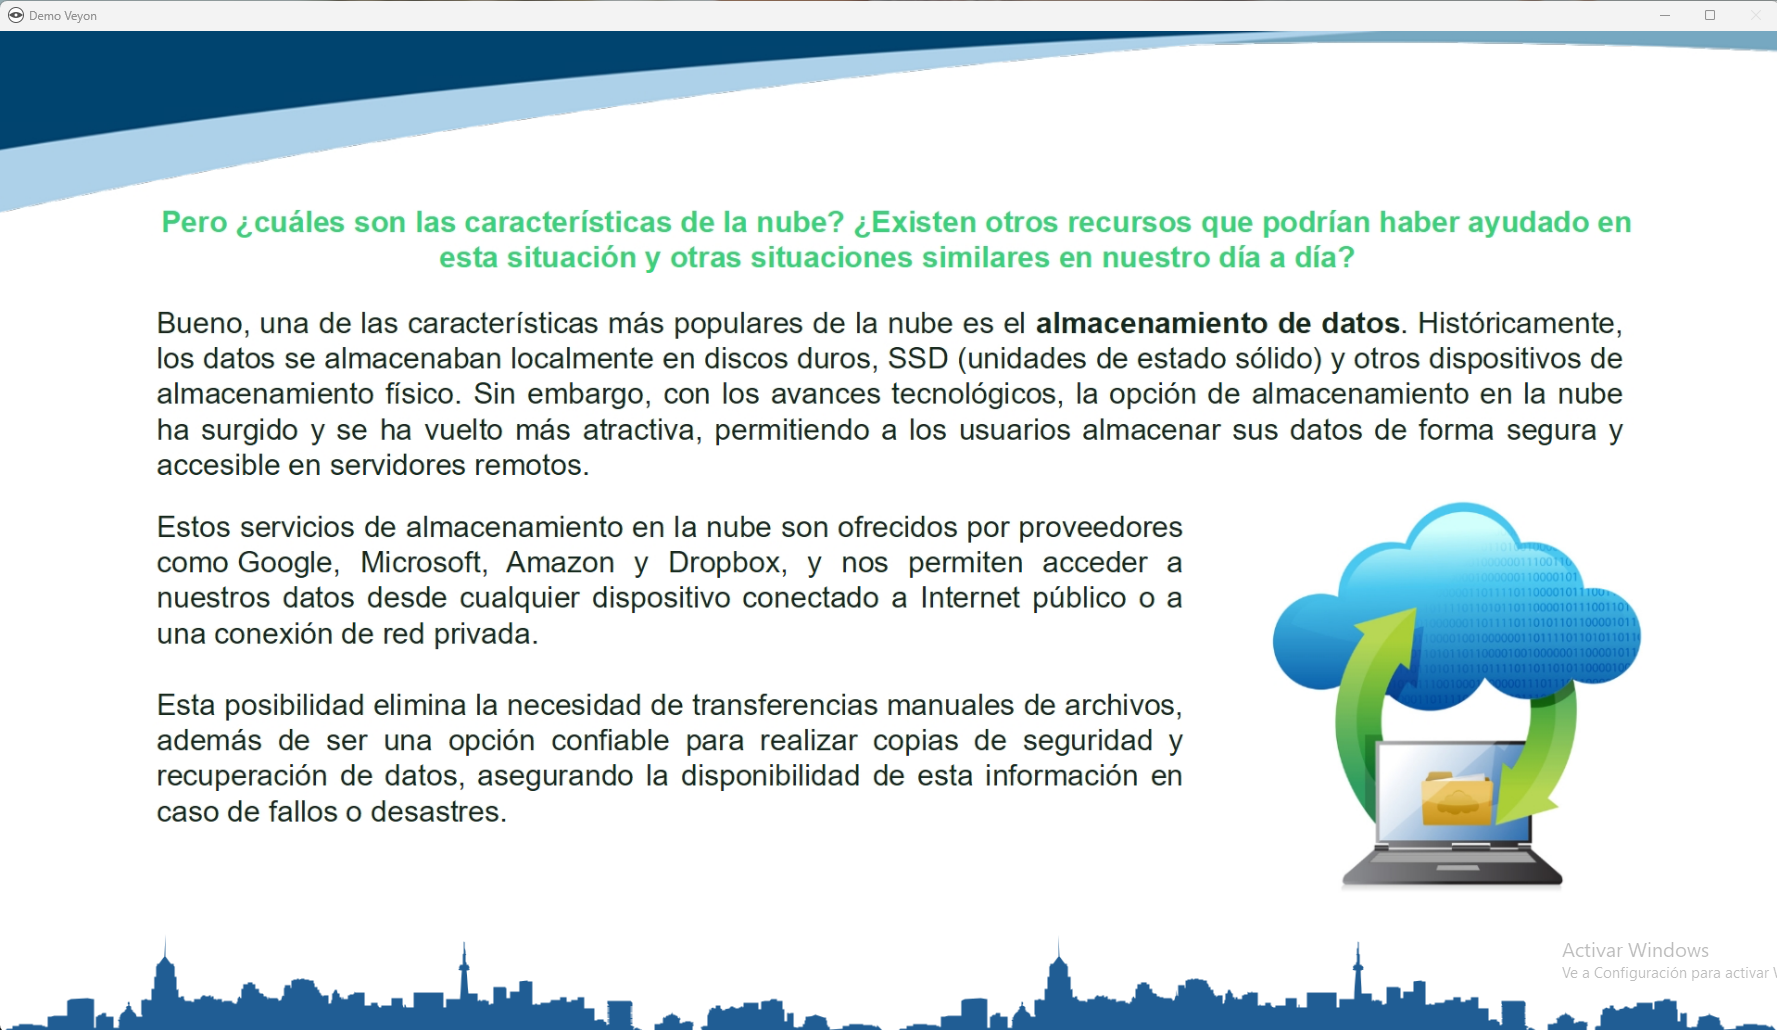 Demo Veyon
Pero ¿cuáles son las características de la nube? ¿Existen otros recursos que podrían haber ayudado en
esta situación y otras situaciones similares en nuestro día a día?
Bueno, una de las características más populares de la nube es el almacenamiento de datos. Históricamente,
los datos se almacenaban localmente en discos duros, SSD (unidades de estado sólido) y otros dispositivos de
almacenamiento físico. Sin embargo, con los avances tecnológicos, la opción de almacenamiento en la nube
ha surgido y se ha vuelto más atractiva, permitiendo a los usuarios almacenar sus datos de forma segura y
accesible en servidores remotos.
Estos servicios de almacenamiento en la nube son ofrecidos por proveedores
como Google, Microsoft, Amazon y Dropbox, y nos permiten acceder a
nuestros datos desde cualquier dispositivo conectado a Internet público o a
una conexión de red privada.
Esta posibilidad elimina la necesidad de transferencias manuales de archivos,
además de ser una opción confiable para realizar copias de seguridad y
recuperación de datos, asegurando la disponibilidad de esta información en
caso de fallos o desastres.
Activar Windows
Ve a Configuración para activar